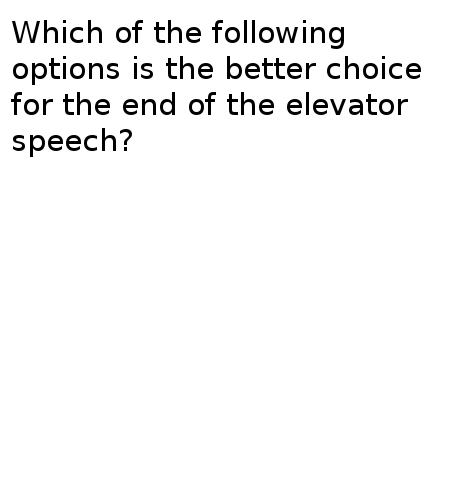 Which of the following
options is the better choice
for the end of the elevator
speech?